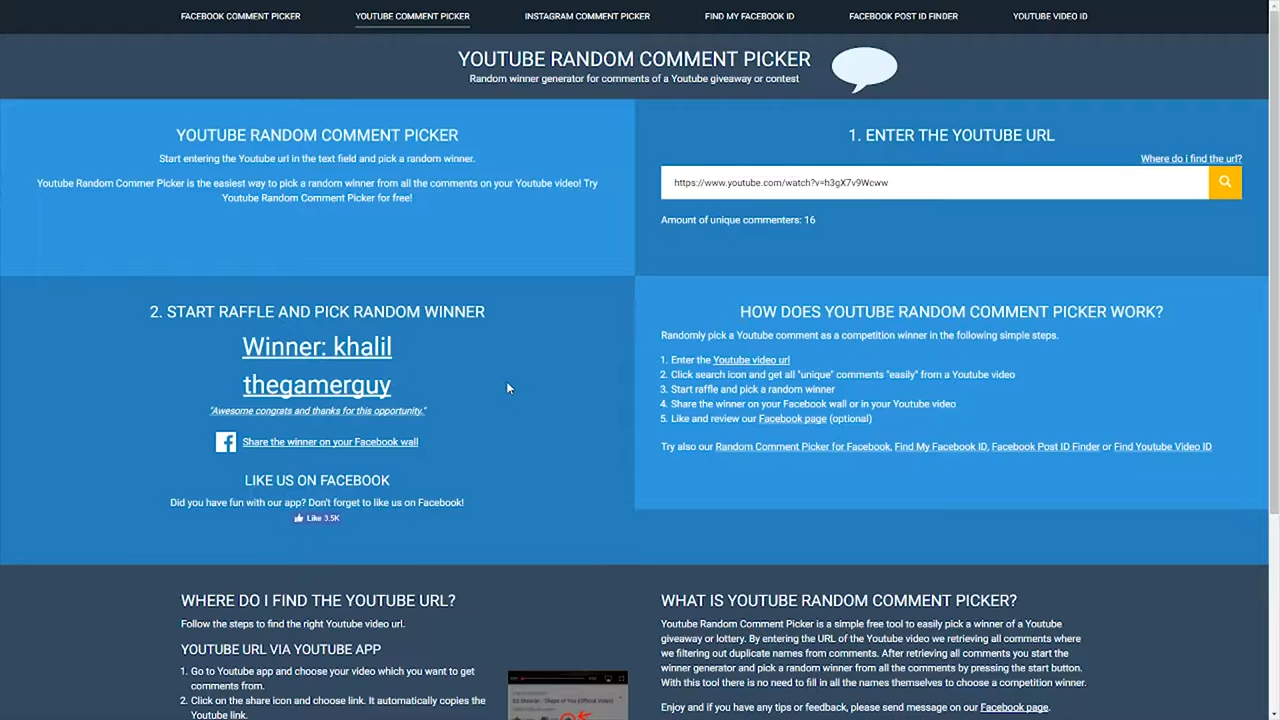 FACEBOOK COMMENT PICKER
YOUTUBE COMMENT PICKER
INSTAGRAM COMMENT PICKER
FIND MY FACEBOOK ID
FACEBOOK POST ID FINDER
YOUTUBE VIDEO ID
YOUTUBE RANDOM COMMENT PICKER
Random winner generator for comments of a Youtube giveaway or contest
YOUTUBE RANDOM COMMENT PICKER
Start entering the Youtube url in the text field and pick a random winner.
Youtube Random Commer Picker is the easiest way to pick a random winner from all the comments on your Youtube video! Try
Youtube Random Comment Picker for free!
1. ENTER THE YOUTUBE URL
Where do i find the url?
https://www.youtube.com/watch?v=h3gX7v9Wcww
Amount of unique commenters: 16
2. START RAFFLE AND PICK RANDOM WINNER
Winner: khalil
thegamerguy
"Awesome congrats and thanks for this opportunity."
Share the winner on your Facebook wall
LIKE US ON FACEBOOK
Did you have fun with our app? Don't forget to like us on Facebook!
Like 3.5K
HOW DOES YOUTUBE RANDOM COMMENT PICKER WORK?
Randomly pick a Youtube comment as a competition winner in the following simple steps.
1. Enter the Youtube video url
2. Click search icon and get all "unique" comments "easily" from a Youtube video
3. Start raffle and pick a random winner
4. Share the winner on your Facebook wall or in your Youtube video
5. Like and review our Facebook page (optional)
Try also our Random Comment Picker for Facebook, Find My Facebook ID, Facebook Post ID Finder or Find Youtube Video ID
WHERE DO I FIND THE YOUTUBE URL?
Follow the steps to find the right Youtube video url.
YOUTUBE URL VIA YOUTUBE APP
1. Go to Youtube app and choose your video which you want to get
comments from.
2. Click on the share icon and choose link. It automatically copies the
Youtube link.
Ed Sheeran - Shape of You (Official Video)
WHAT IS YOUTUBE RANDOM COMMENT PICKER?
Youtube Random Comment Picker is a simple free tool to easily pick a winner of a Youtube
giveaway or lottery. By entering the URL of the Youtube video we retrieving all comments where
we filtering out duplicate names from comments. After retrieving all comments you start the
winner generator and pick a random winner from all the comments by pressing the start button.
With this tool there is no need to fill in all the names themselves to choose a competition winner.
Enjoy and if you have any tips or feedback, please send message on our Facebook page.